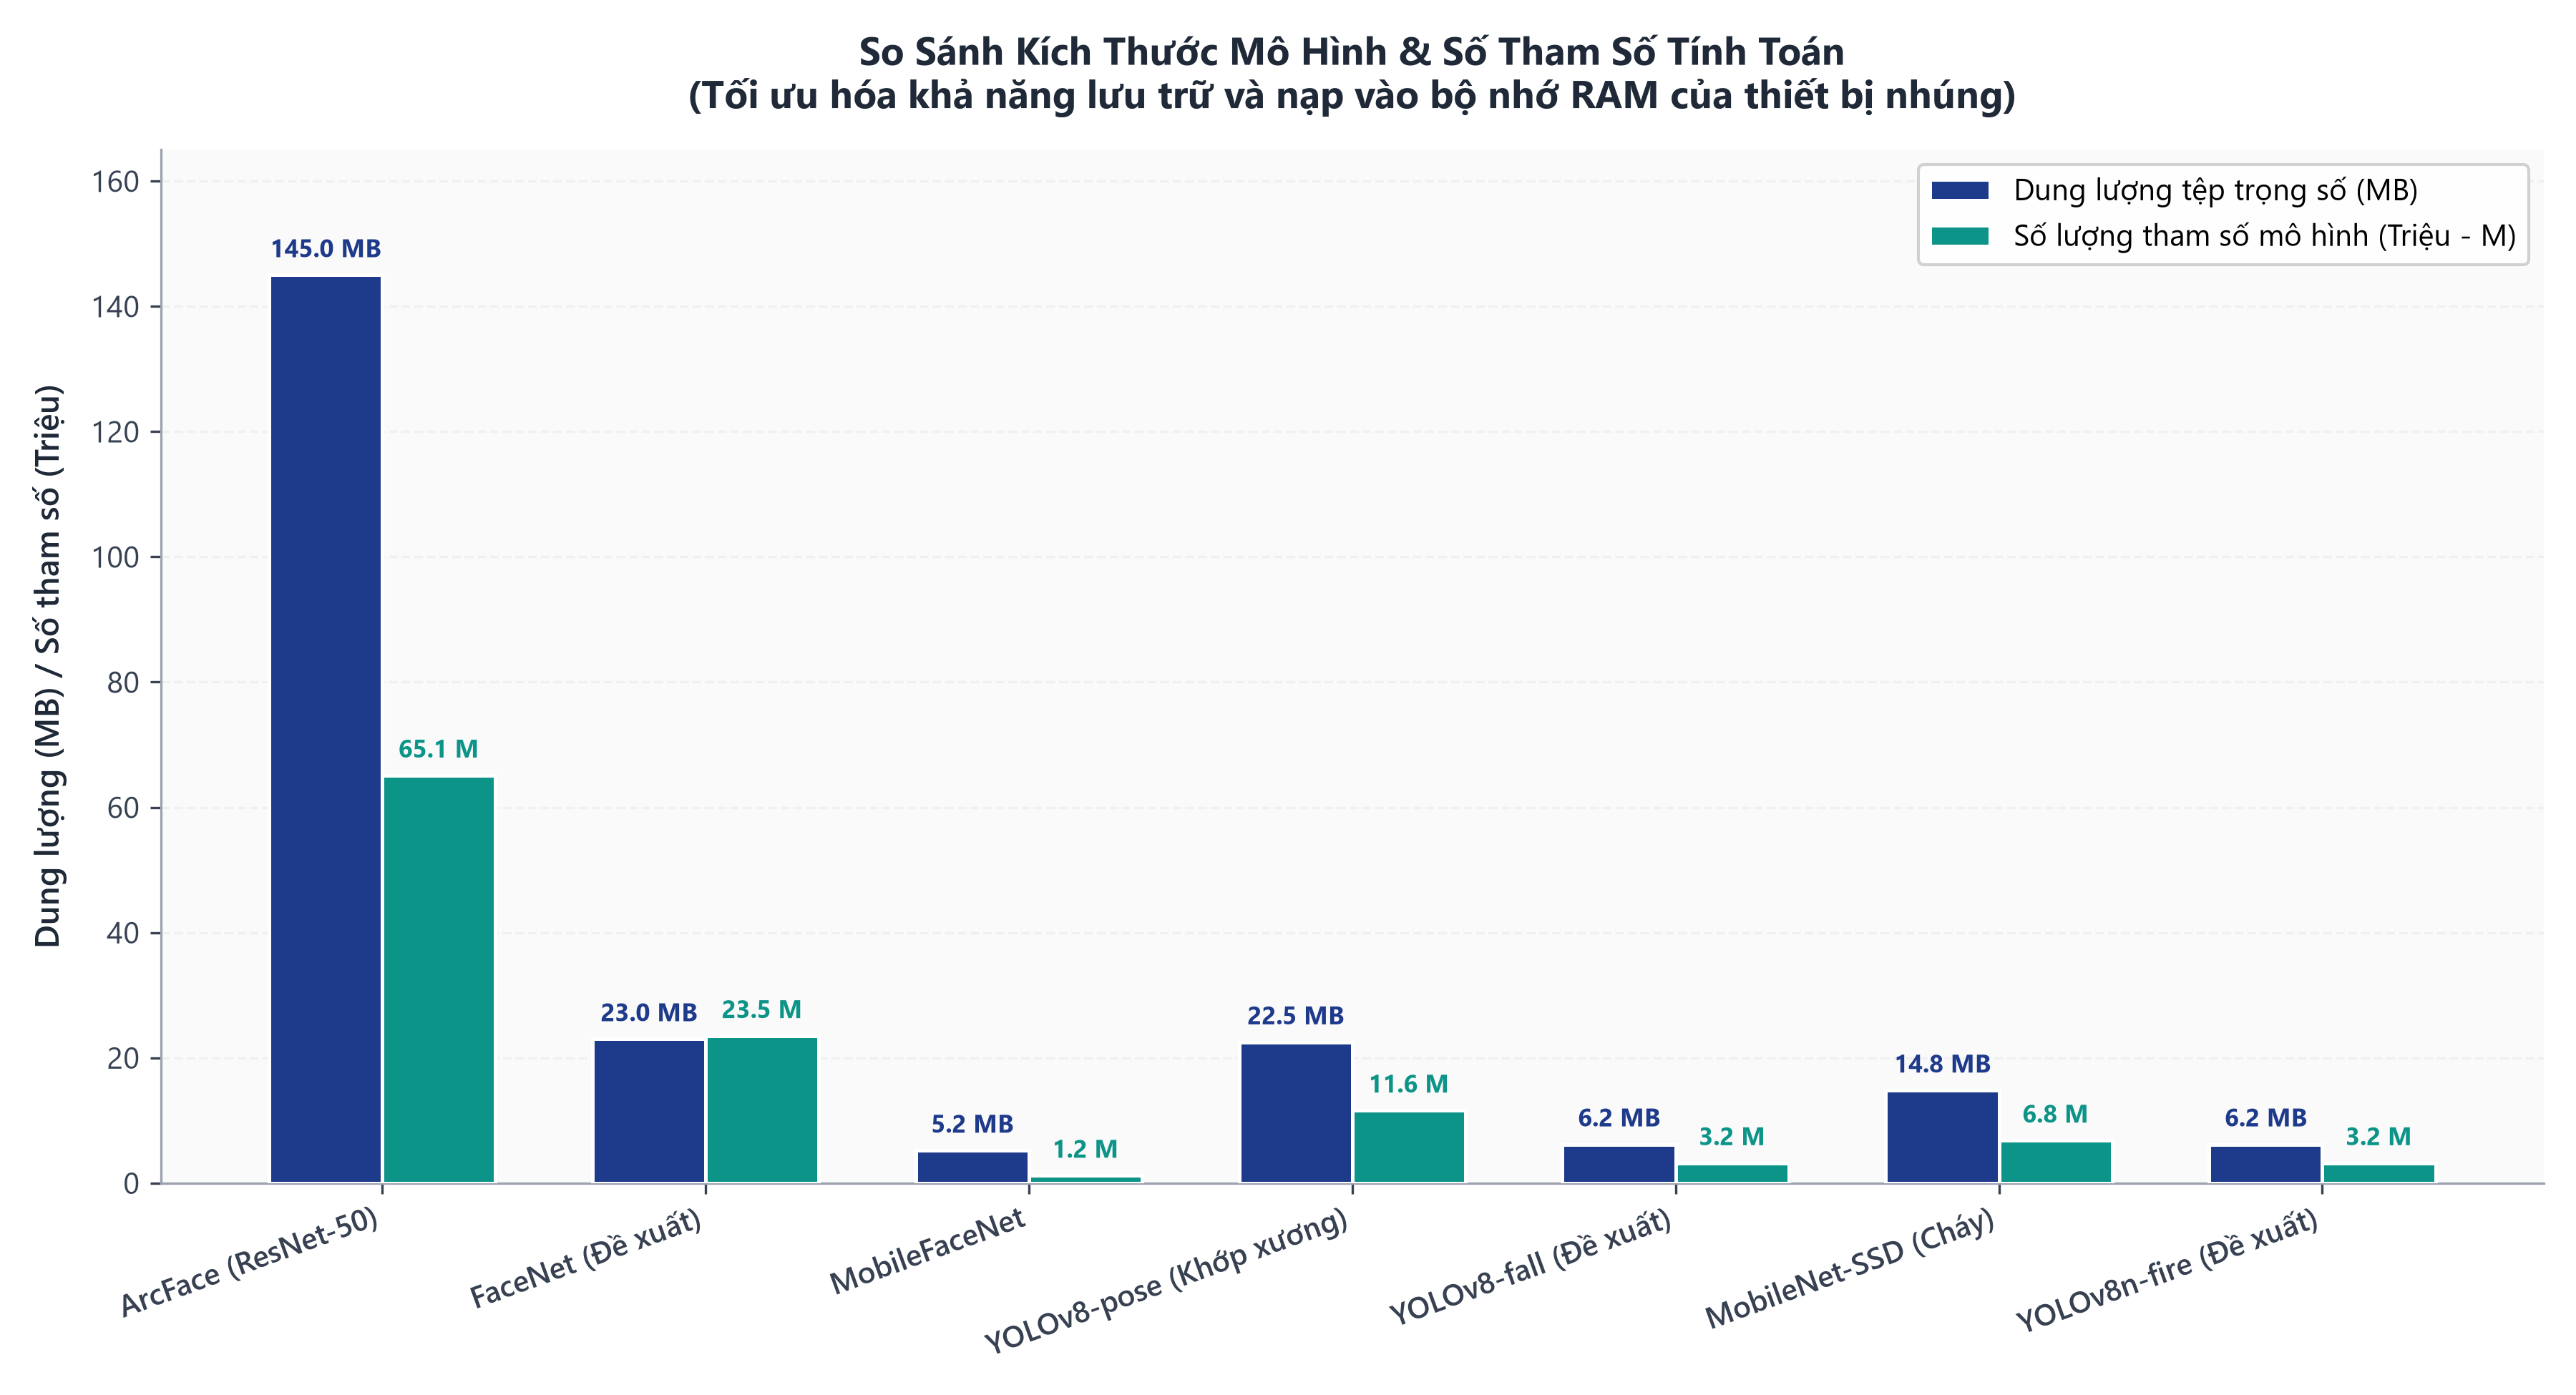 So Sánh Kích Thước Mô Hình & Số Tham Số Tính Toán
(Tối ưu hóa khả năng lưu trữ và nạp vào bộ nhớ RAM của thiết bị nhúng)
Dung lượng tệp trọng số (MB)
Số lượng tham số mô hình (Triệu - M)
Dung lượng (MB) / Số tham số (Triệu)
160
140
120
100
80
60
40
20
0
145.0 MB
65.1 M
23.0 MB
23.5 M
5.2 MB
1.2 M
22.5 MB
11.6 M
6.2 MB
3.2 M
14.8 MB
6.8 M
6.2 MB
3.2 M
ArcFace (ResNet-50)
FaceNet (Đề xuất)
MobileFaceNet
YOLOv8-pose (Khớp xương)
YOLOv8-fall (Đề xuất)
MobileNet-SSD (Cháy)
YOLOv8n-fire (Đề xuất)